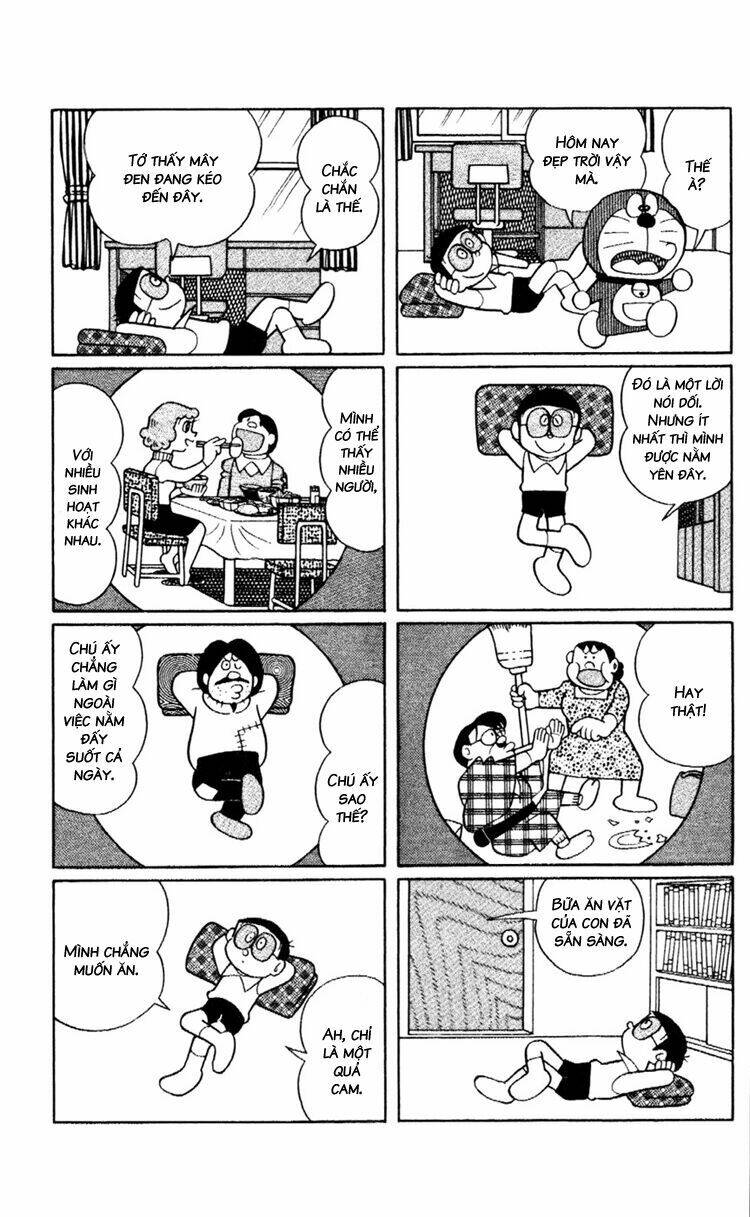 THẾ
À?
HÔM NAY
ĐẸP TRỜI VẬY
MÀ.
CHẮC
CHẮN
LÀ THẾ.
TỚ THẤY MÂY
ĐEN ĐANG KÉO
ĐẾN ĐÂY.
ĐÓ LÀ MỘT LỜI
NÓI DỐI.
NHƯNG ÍT
NHẤT THÌ MÌNH
ĐƯỢC NẰM
YÊN ĐÂY.
MÌNH
CÓ THỂ
THẤY
NHIỀU
NGƯỜI,
VỚI
NHIỀU
SINH
HOẠT
KHÁC
NHAU.
HAY
THẬT!
CHÚ ẤY
SAO
THẾ?
CHÚ ẤY
CHẲNG
LÀM GÌ
NGOÀI
VIỆC NẰM
ĐẤY
SUỐT CẢ
NGÀY.
BỮA ĂN VẶT
CỦA CON ĐÃ
SẴN SÀNG.
AH, CHỈ
LÀ MỘT
QUẢ
CAM.
MÌNH CHẲNG
MUỐN ĂN.